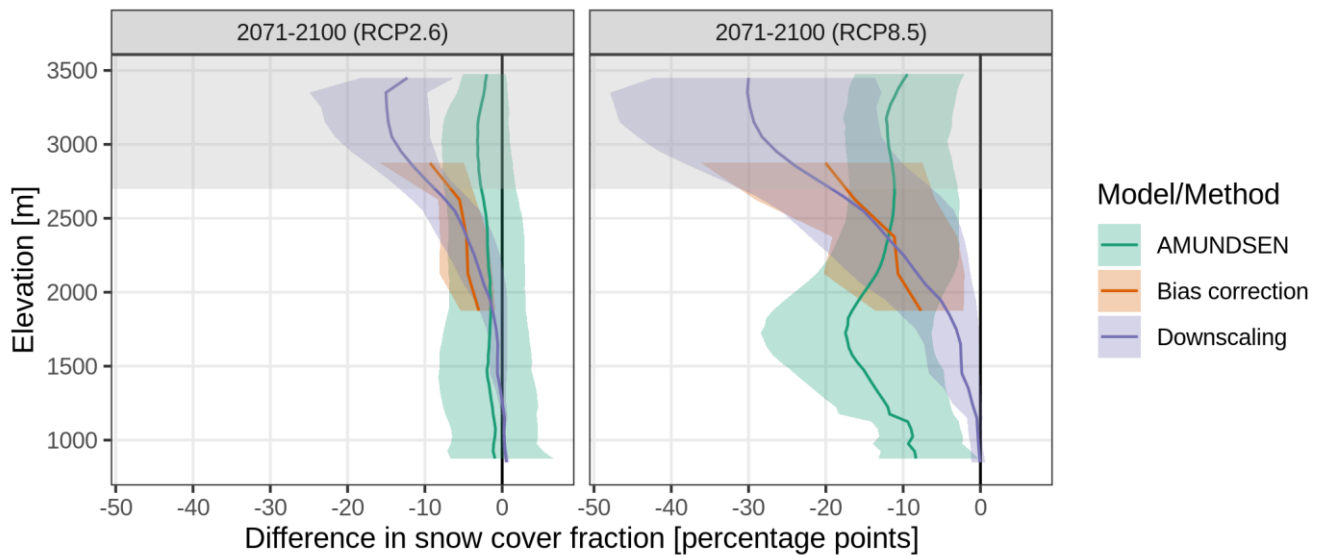 2071-2100 (RCP2.6)
2071-2100 (RCP8.5)
3500
3000
2500
2000
1500
1000
Elevation [m]
-50 -40 -30 -20 -10 0
-50 -40 -30 -20 -10 0
Difference in snow cover fraction [percentage points]
Model/Method
AMUNDSEN
Bias correction
Downscaling